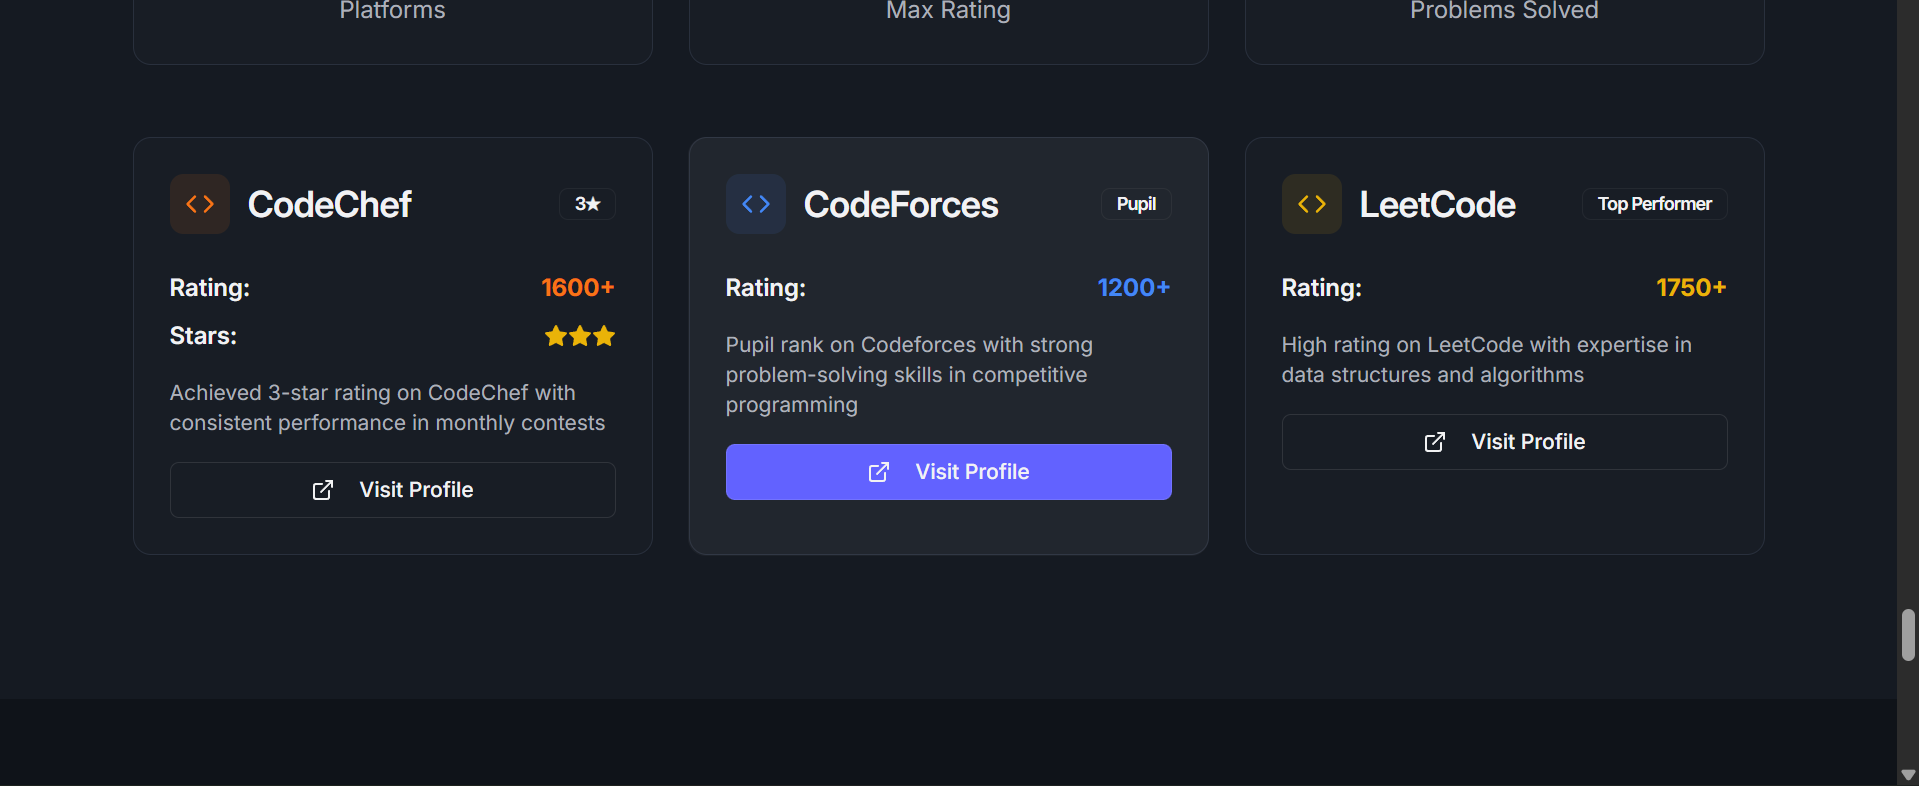 Platforms
Max Rating
Problems Solved
CodeChef
3★
Rating:
1600+
Stars:
Achieved 3-star rating on CodeChef with
consistent performance in monthly contests
Visit Profile
CodeForces
Pupil
Rating:
1200+
Pupil rank on Codeforces with strong
problem-solving skills in competitive
programming
Visit Profile
LeetCode
Top Performer
Rating:
1750+
High rating on LeetCode with expertise in
data structures and algorithms
Visit Profile